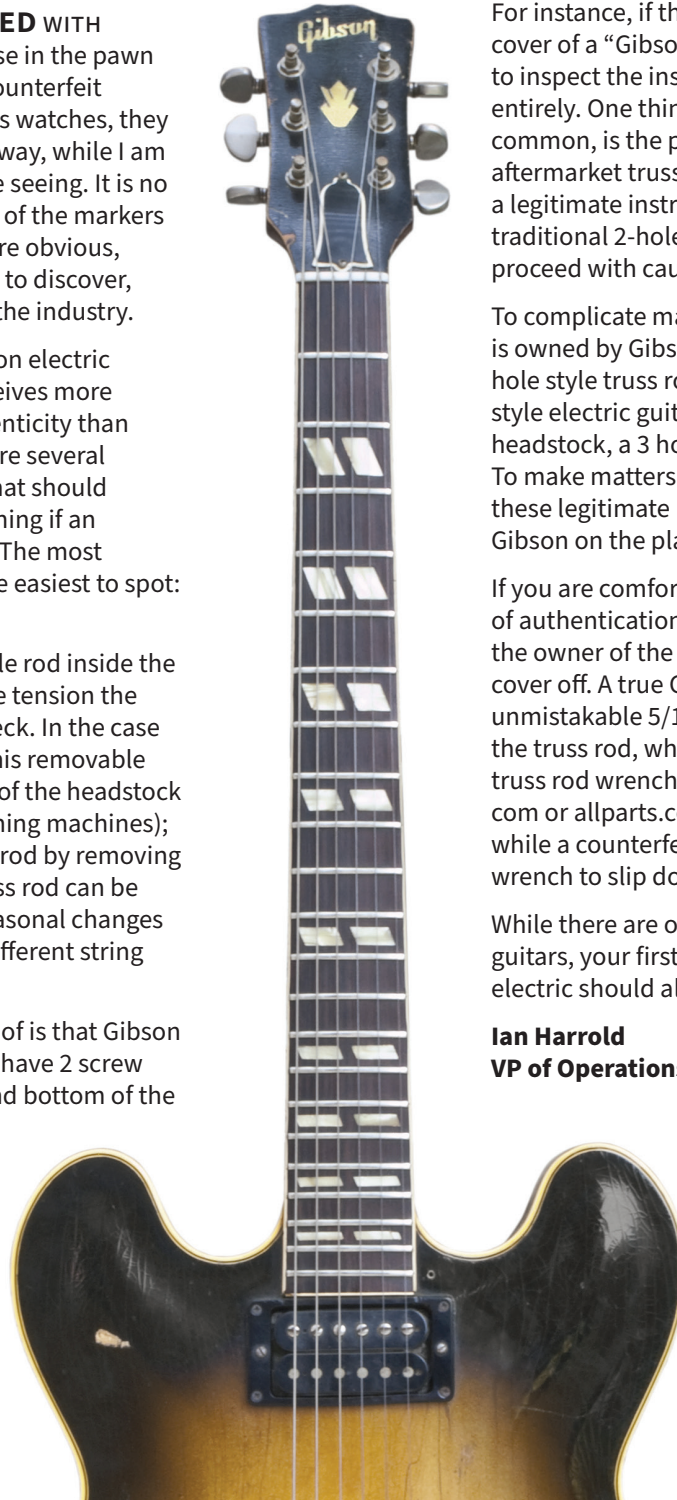 ED WITH
se in the pawn
ounterfeit
s watches, they
way, while I am
e seeing. It is no
of the markers
re obvious,
to discover,
the industry.
on electric
eives more
enticity than
re several
hat should
ning if an
The most
e easiest to spot:
le rod inside the
e tension the
eck. In the case
his removable
of the headstock
ning machines);
rod by removing
ss rod can be
asonal changes
fferent string
of is that Gibson
have 2 screw
nd bottom of the
Gibson
For instance, if th
cover of a “Gibso
to inspect the ins
entirely. One thin
common, is the p
aftermarket truss
a legitimate instr
traditional 2-hole
proceed with cau
To complicate ma
is owned by Gibs
hole style truss ro
style electric guit
headstock, a 3 ho
To make matters
these legitimate
Gibson on the pla
If you are comfor
of authentication
the owner of the
cover off. A true G
unmistakable 5/1
the truss rod, wh
truss rod wrench
com or allparts.co
while a counterfe
wrench to slip do
While there are o
guitars, your first
electric should al
Ian Harrold
VP of Operations